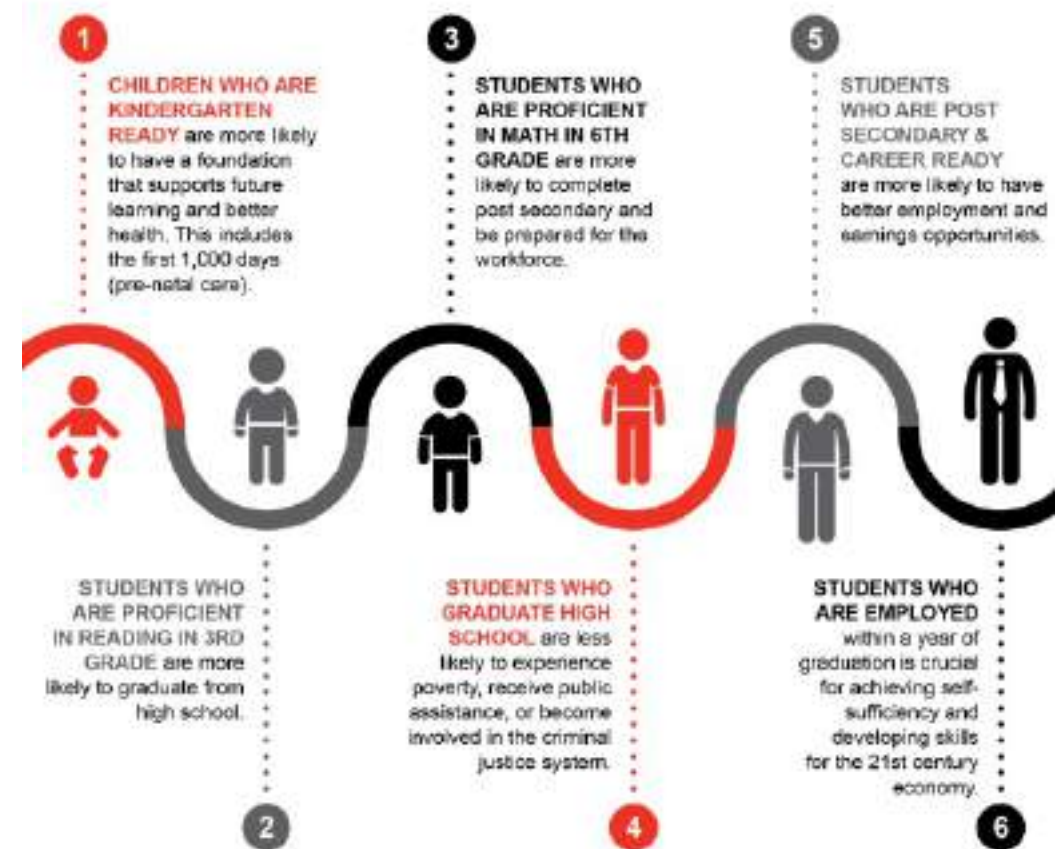 1
CHILDREN WHO ARE
KINDERGARTEN
READY are more likely
to have a foundation
that supports future
learning and better
health. This includes
the first 1,000 days
(pre-natal care).
2
STUDENTS WHO
ARE PROFICIENT
IN READING IN 3RD
GRADE are more
likely to graduate from
high school.
3
STUDENTS WHO
ARE PROFICIENT
IN MATH IN 6TH
GRADE are more
likely to complete
post secondary and
be prepared for the
workforce.
4
STUDENTS WHO
GRADUATE HIGH
SCHOOL are less
likely to experience
poverty, receive public
assistance, or become
involved in the criminal
justice system.
5
STUDENTS
WHO ARE POST
SECONDARY &
CAREER READY
are more likely to have
better employment and
earnings opportunities.
6
STUDENTS WHO
ARE EMPLOYED
within a year of
graduation is crucial
for achieving self-
sufficiency and
developing skills
for the 21st century
economy.